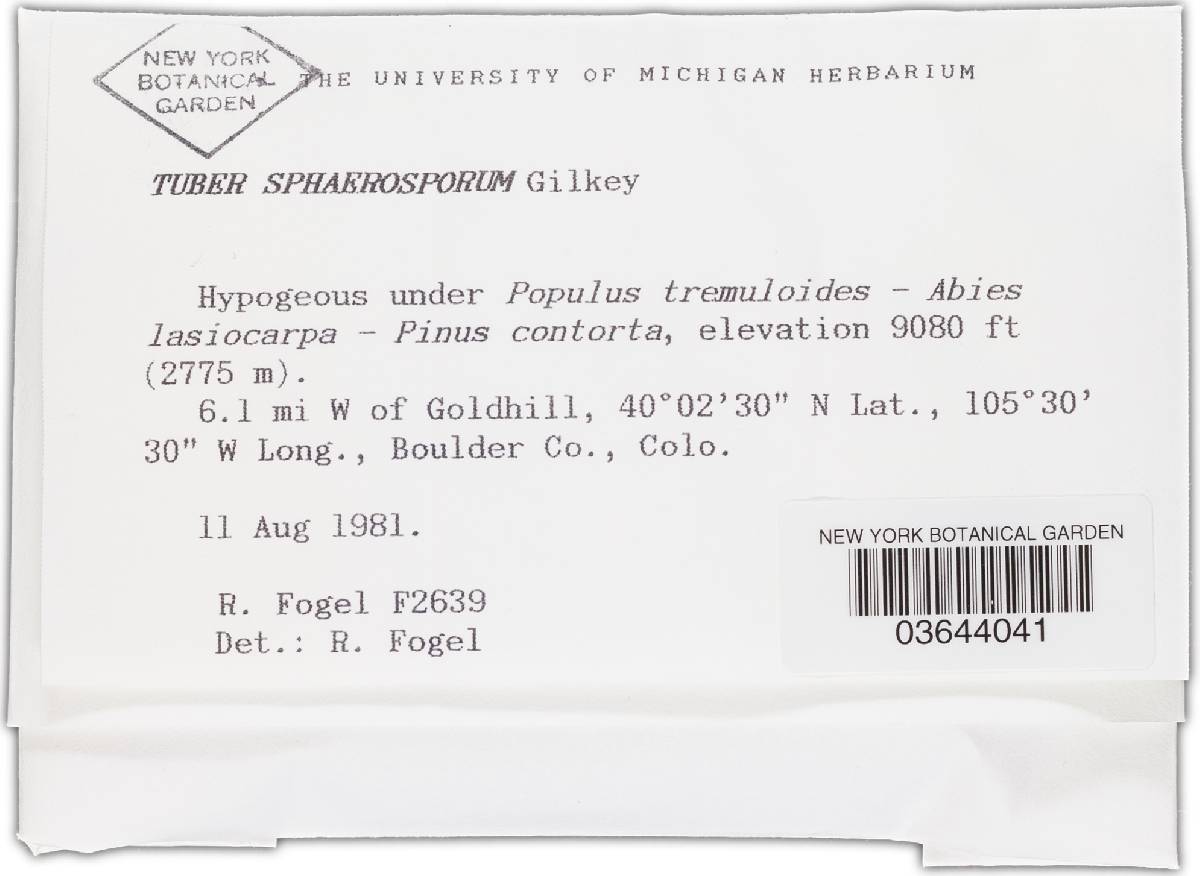 NEW YORK
BOTANICAL
GARDEN
THE UNIVERSITY OF MICHIGAN HERBARIUM
TUBER SPHAEROSPORUM Gilkey
Hypogeous under Populus tremuloides - Abies
lasiocarpa - Pinus contorta, elevation 9080 ft
(2775 m).
6.1 mi W of Goldhill, 40°02'30" N Lat., 105°30'
30" W Long., Boulder Co., Colo.
11 Aug 1981.
R. Fogel F2639
Det.: R. Fogel
NEW YORK BOTANICAL GARDEN
03644041